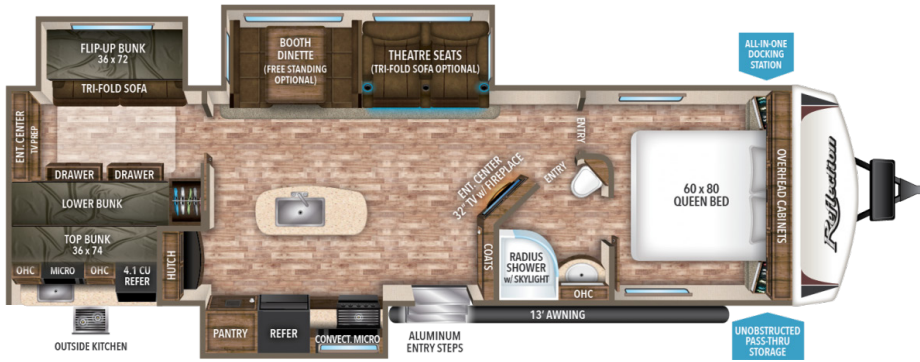 FLIP-UP BUNK
36 x 72
TRI-FOLD SOFA
ENT. CENTER
TV PREP
DRAWER
DRAWER
LOWER BUNK
TOP BUNK
36 x 74
OHC
MICRO
OHC
4.1 CU
REFER
HUTCH
OUTSIDE KITCHEN
BOOTH
DINETTE
(FREE STANDING
OPTIONAL)
THEATRE SEATS
(TRI-FOLD SOFA OPTIONAL)
ENT. CENTER
32" TV w/ FIREPLACE
PANTRY
REFER
CONVECT. MICRO
COATS
ALUMINUM
ENTRY STEPS
ENTRY
ENTRY
RADIUS
SHOWER
w/ SKYLIGHT
OHC
13' AWNING
60 x 80
QUEEN BED
OVERHEAD CABINETS
ALL-IN-ONE
DOCKING
STATION
UNOBSTRUCTED
PASS-THRU
STORAGE
Reflection